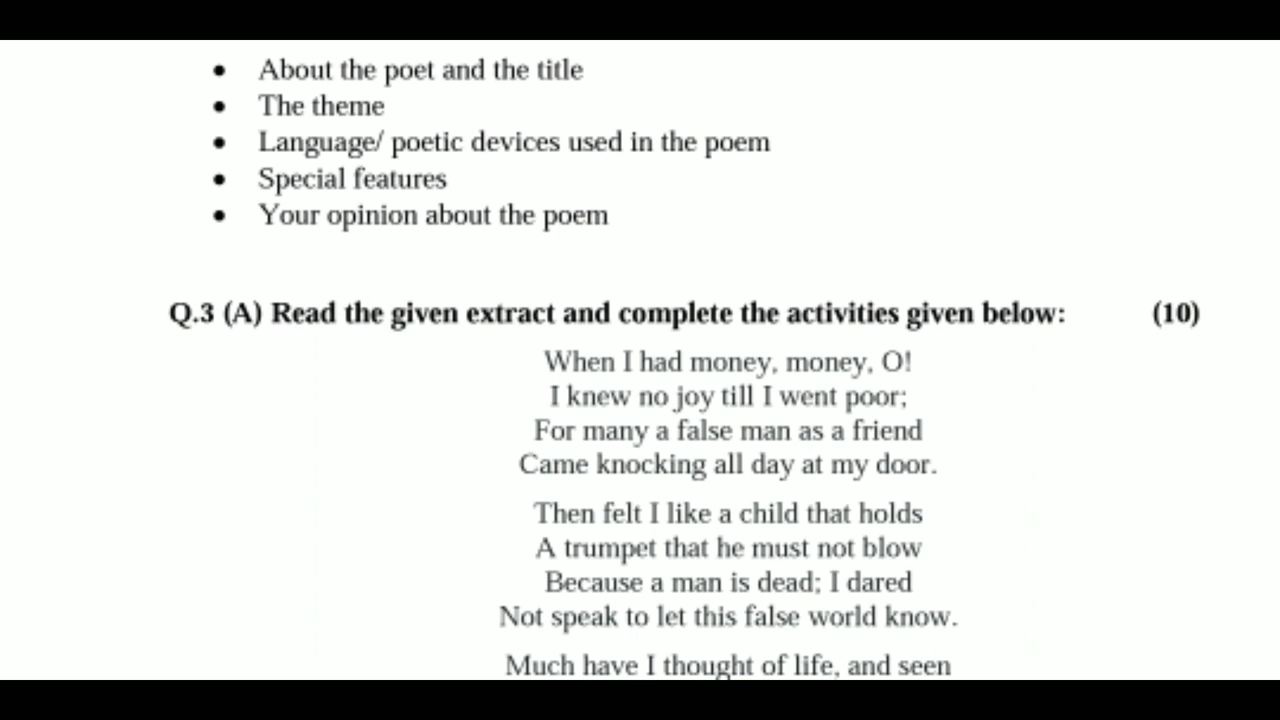 • About the poet and the title
• The theme
• Language/ poetic devices used in the poem
• Special features
• Your opinion about the poem
Q.3 (A) Read the given extract and complete the activities given below: (10)
When I had money, money, O!
I knew no joy till I went poor;
For many a false man as a friend
Came knocking all day at my door.
Then felt I like a child that holds
A trumpet that he must not blow
Because a man is dead; I dared
Not speak to let this false world know.
Much have I thought of life, and seen